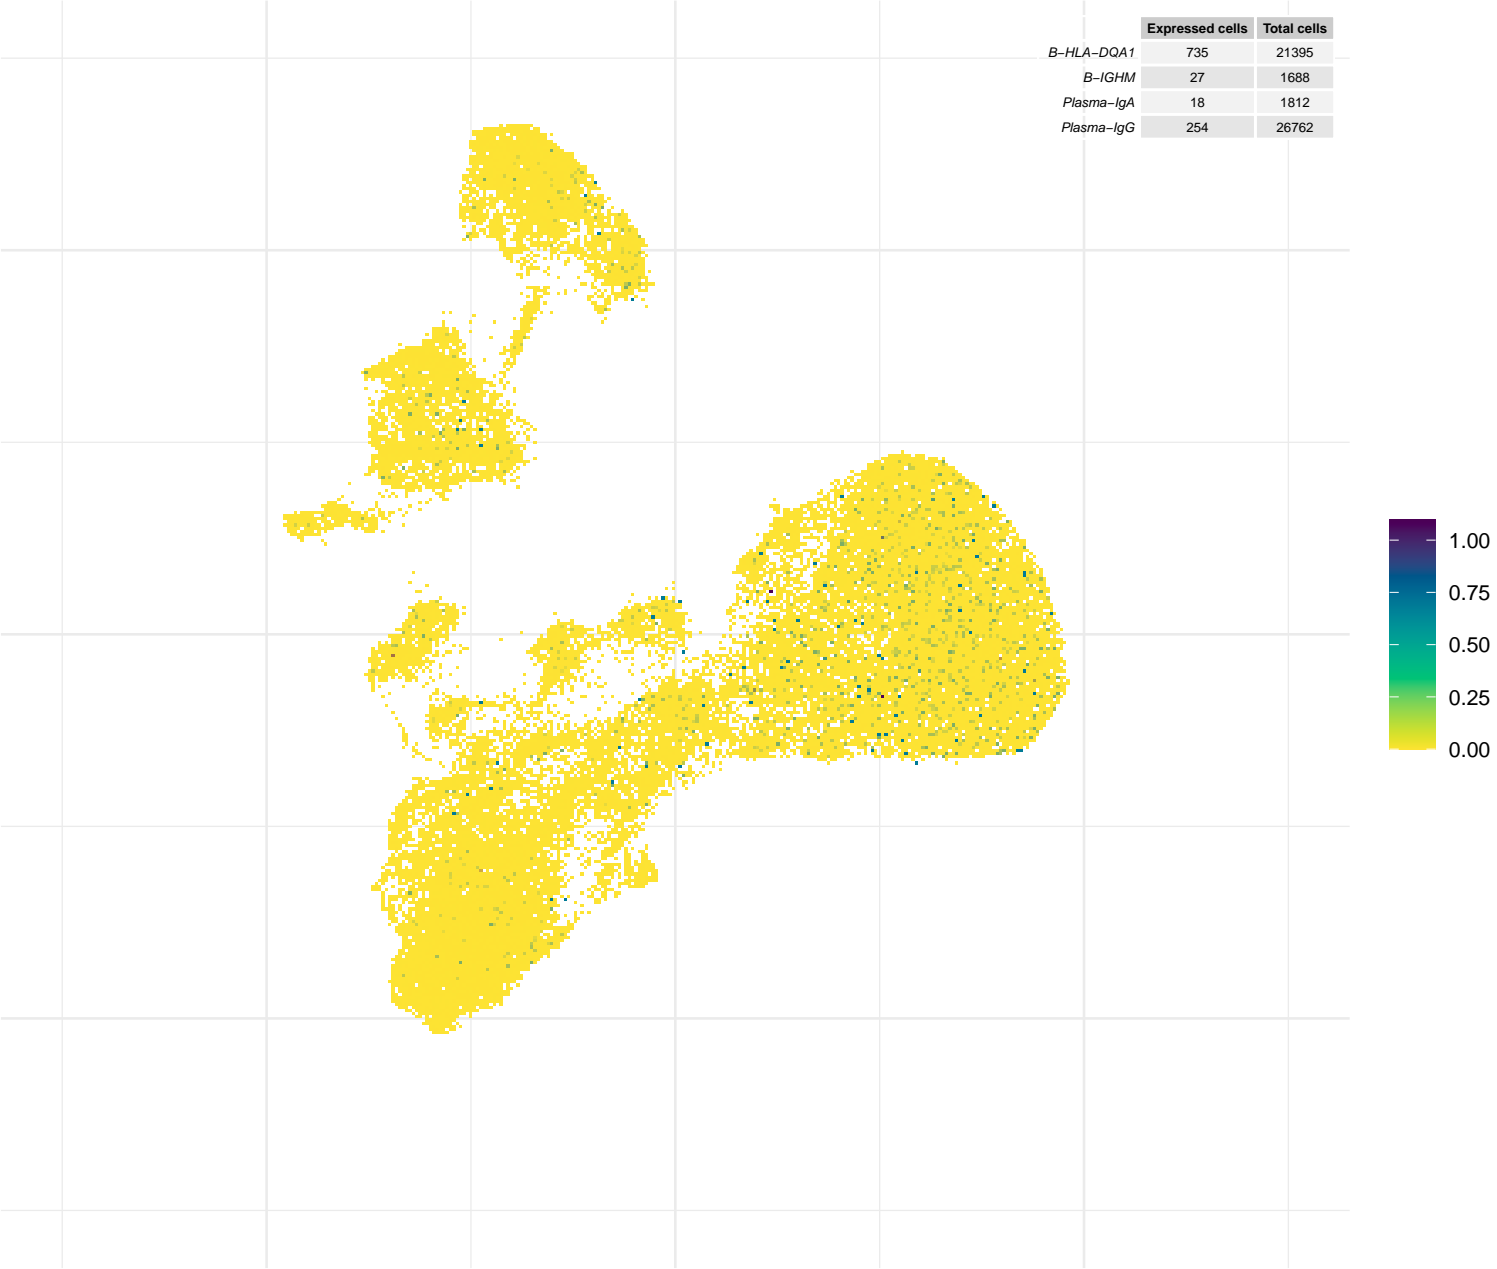 Expressed cells Total cells
B−HLA−DQA1 735 21395
B−IGHM 27 1688
Plasma−IgA 18 1812
Plasma−IgG 254 26762
1.00
0.75
0.50
0.25
0.00